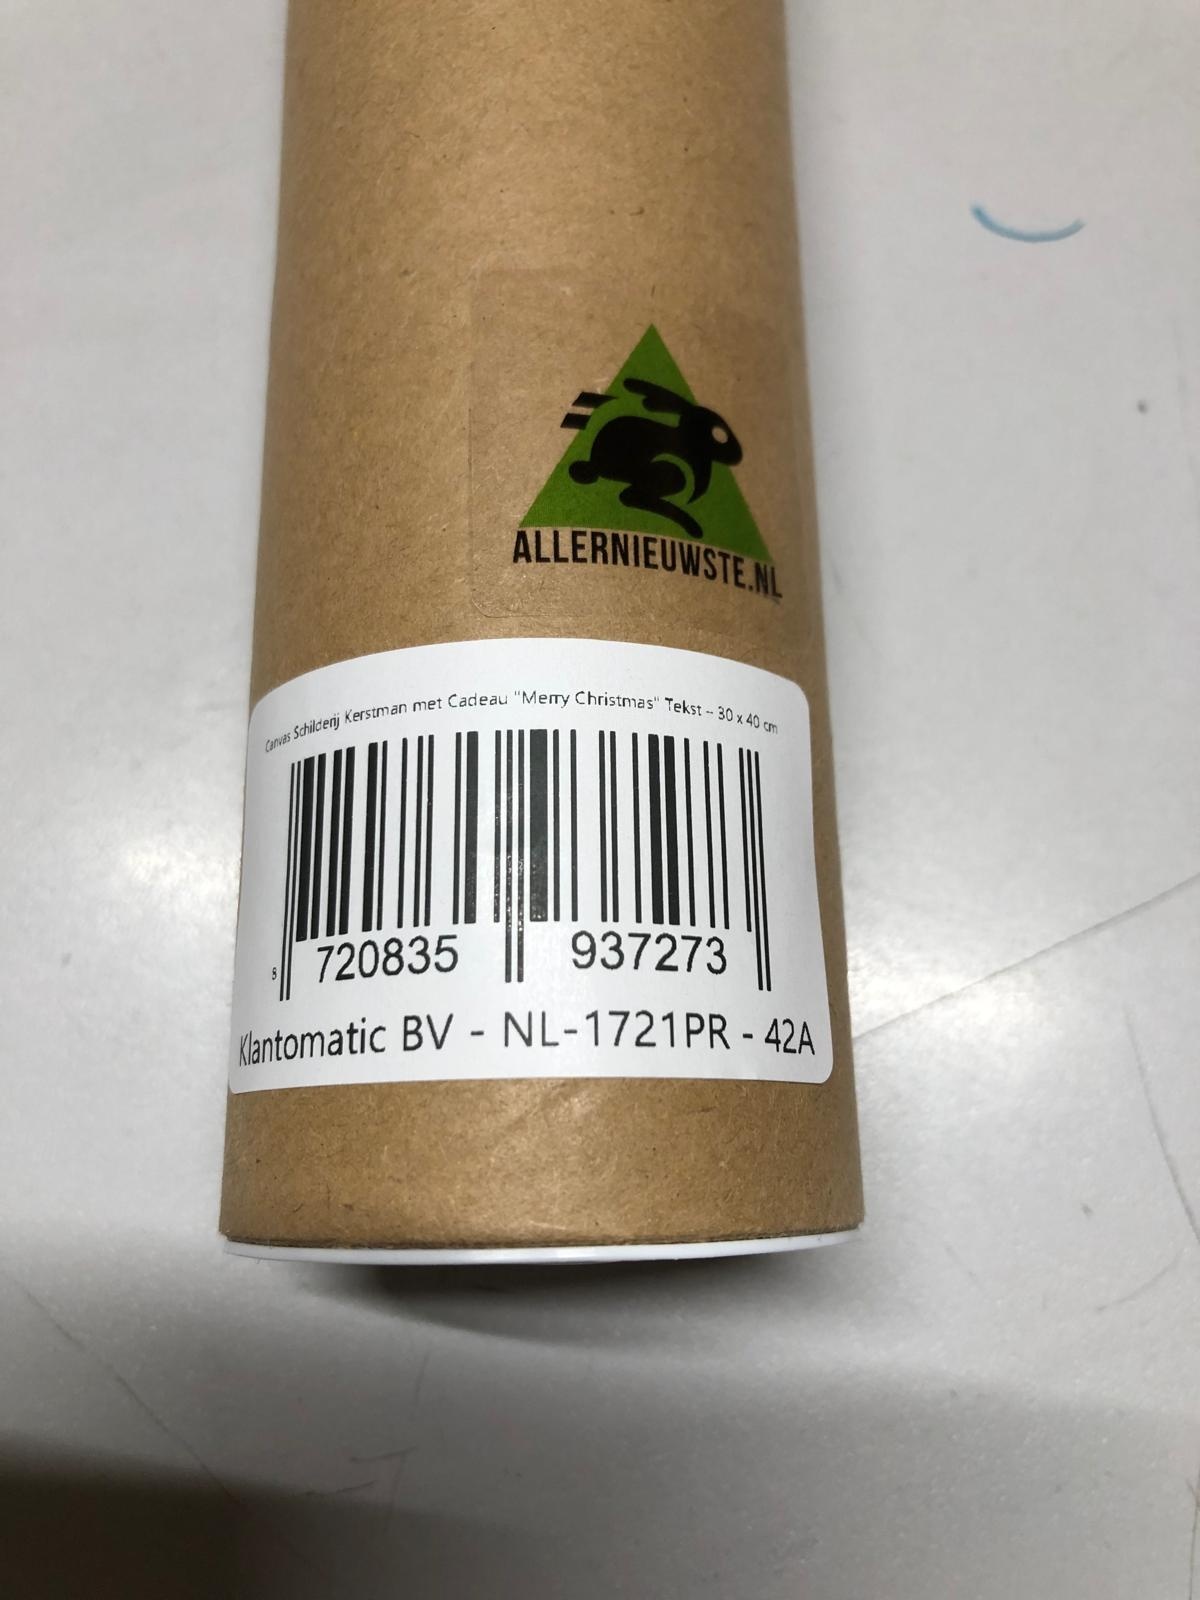 ALLERNIEUWSTE.NL
Canvas Schilderij Kerstman met Cadeau "Merry Christmas" Tekst -- 30 x 40 cm
8 720835 937273
Klantomatic BV - NL-1721PR - 42A